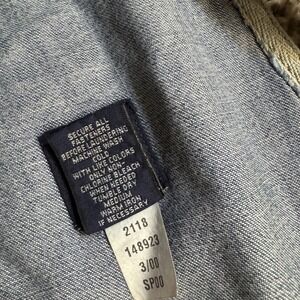 SECURE ALL
FASTENERS
BEFORE LAUNDERING
MACHINE WASH
COLD
WITH LIKE COLORS
ONLY NON-
CHLORINE BLEACH
WHEN NEEDED
TUMBLE DRY
MEDIUM
WARM IRON
IF NECESSARY
2118
148923
3/00
SP00